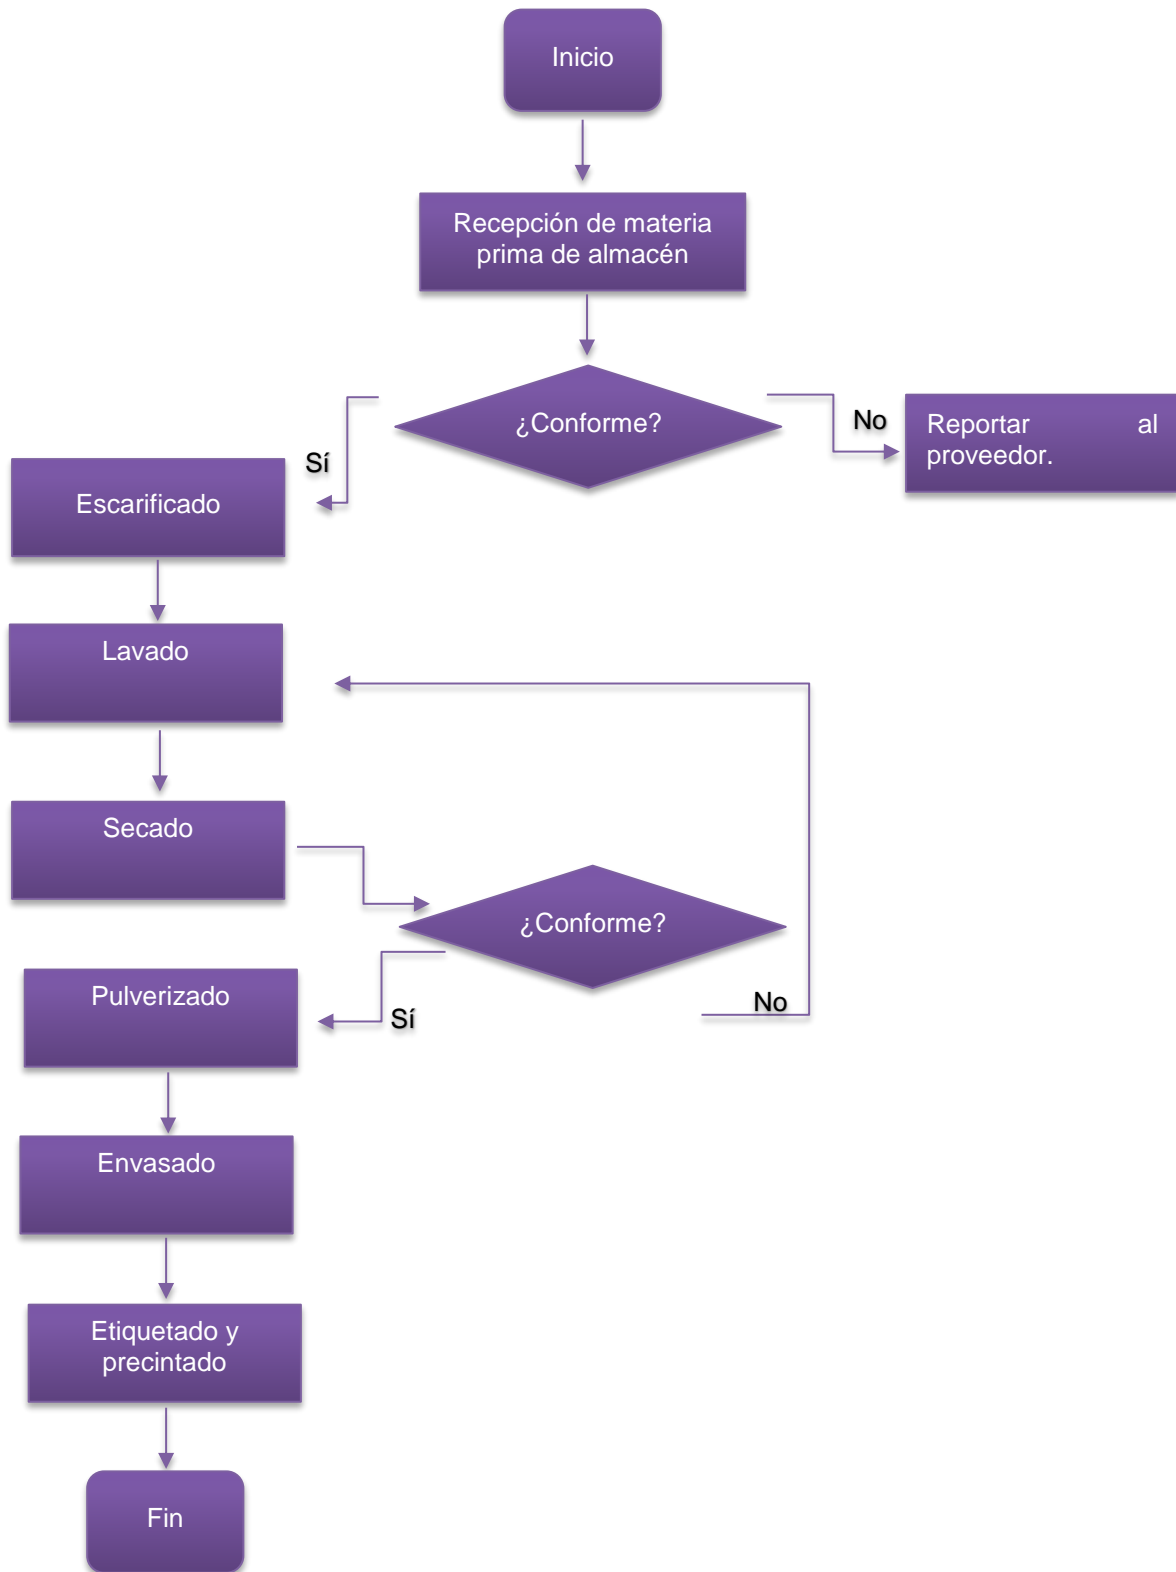 Inicio
Recepción de materia
prima de almacén
¿Conforme?
No
Reportar al
proveedor.
Sí
Escarificado
Lavado
Secado
¿Conforme?
Pulverizado
No
Sí
Envasado
Etiquetado y
precintado
Fin